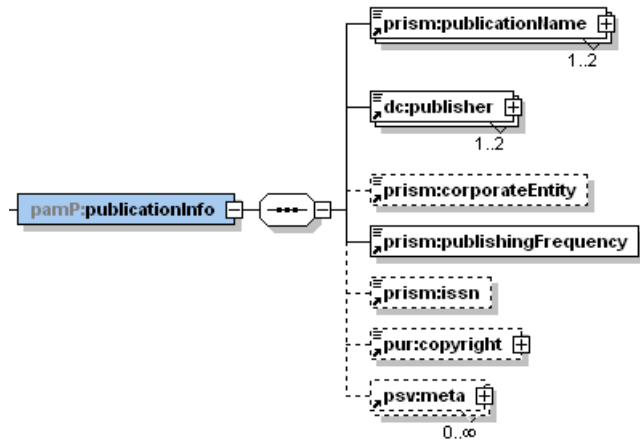 prism:publicationName
1..2
dc:publisher
1..2
prism:corporateEntity
pamP:publicationInfo
prism:publishingFrequency
prism:issn
pur:copyright
psv:meta
0..∞